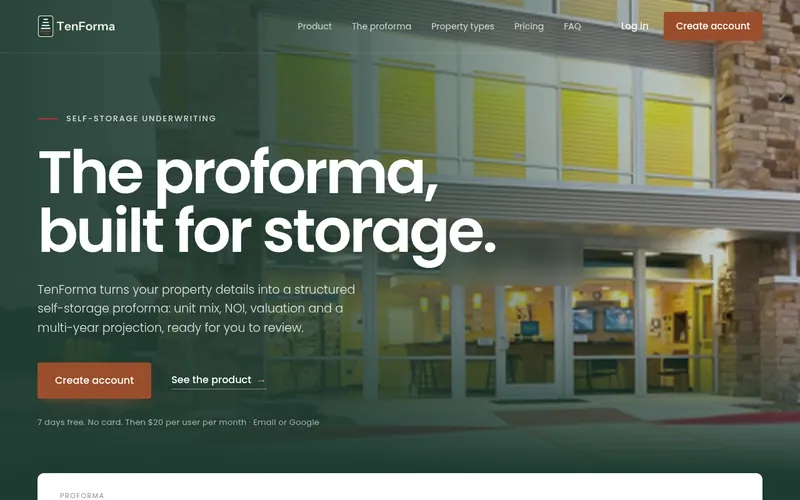 TenForma
Product
The proforma
Property types
Pricing
FAQ
Log in
Create account
SELF-STORAGE UNDERWRITING
The proforma,
built for storage.
TenForma turns your property details into a structured
self-storage proforma: unit mix, NOI, valuation and a
multi-year projection, ready for you to review.
Create account
See the product →
7 days free. No card. Then $20 per user per month · Email or Google
PROFORMA